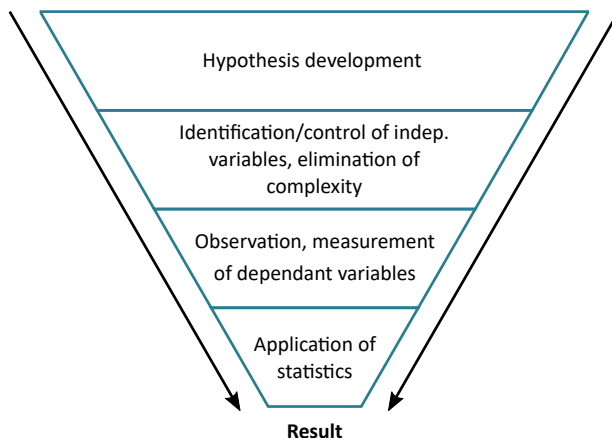 Hypothesis development
Identification/control of indep.
variables, elimination of
complexity
Observation, measurement
of dependant variables
Application of
statistics
Result